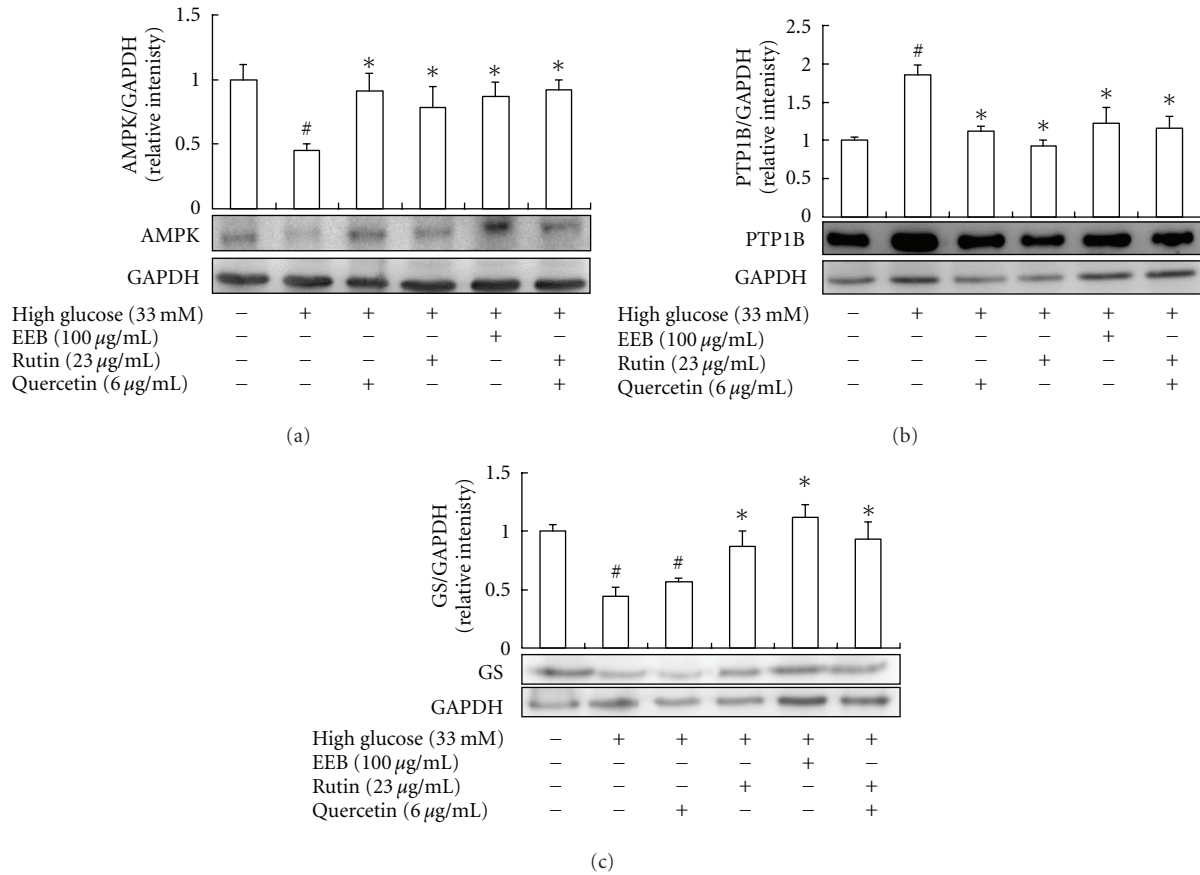 1.5
1
0.5
0
AMPK/GAPDH
(relative intenisty)
#
*
*
*
*
AMPK
GAPDH
High glucose (33 mM) − + + + + +
EEB (100 μg/mL) − − − − + −
Rutin (23 μg/mL) − − − + − +
Quercetin (6 μg/mL) − − + − − +
(a)
2.5
2
1.5
1
0.5
0
PTP1B/GAPDH
(relative intenisty)
#
*
*
*
*
PTP1B
GAPDH
High glucose (33 mM) − + + + + +
EEB (100 μg/mL) − − − − + −
Rutin (23 μg/mL) − − − + − +
Quercetin (6 μg/mL) − − + − − +
(b)
1.5
1
0.5
0
GS/GAPDH
(relative intenisty)
#
#
*
*
*
GS
GAPDH
High glucose (33 mM) − + + + + +
EEB (100 μg/mL) − − − − + −
Rutin (23 μg/mL) − − − + − +
Quercetin (6 μg/mL) − − + − − +
(c)